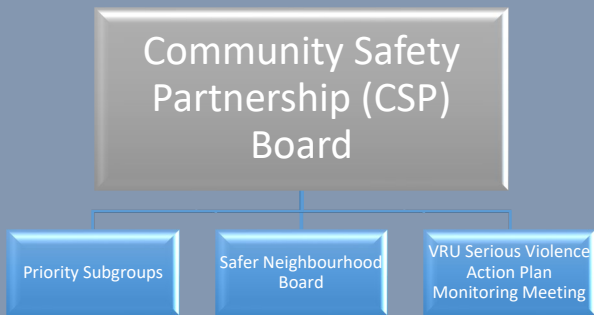 Community Safety
Partnership (CSP)
Board
Priority Subgroups
Safer Neighbourhood
Board
VRU Serious Violence
Action Plan
Monitoring Meeting